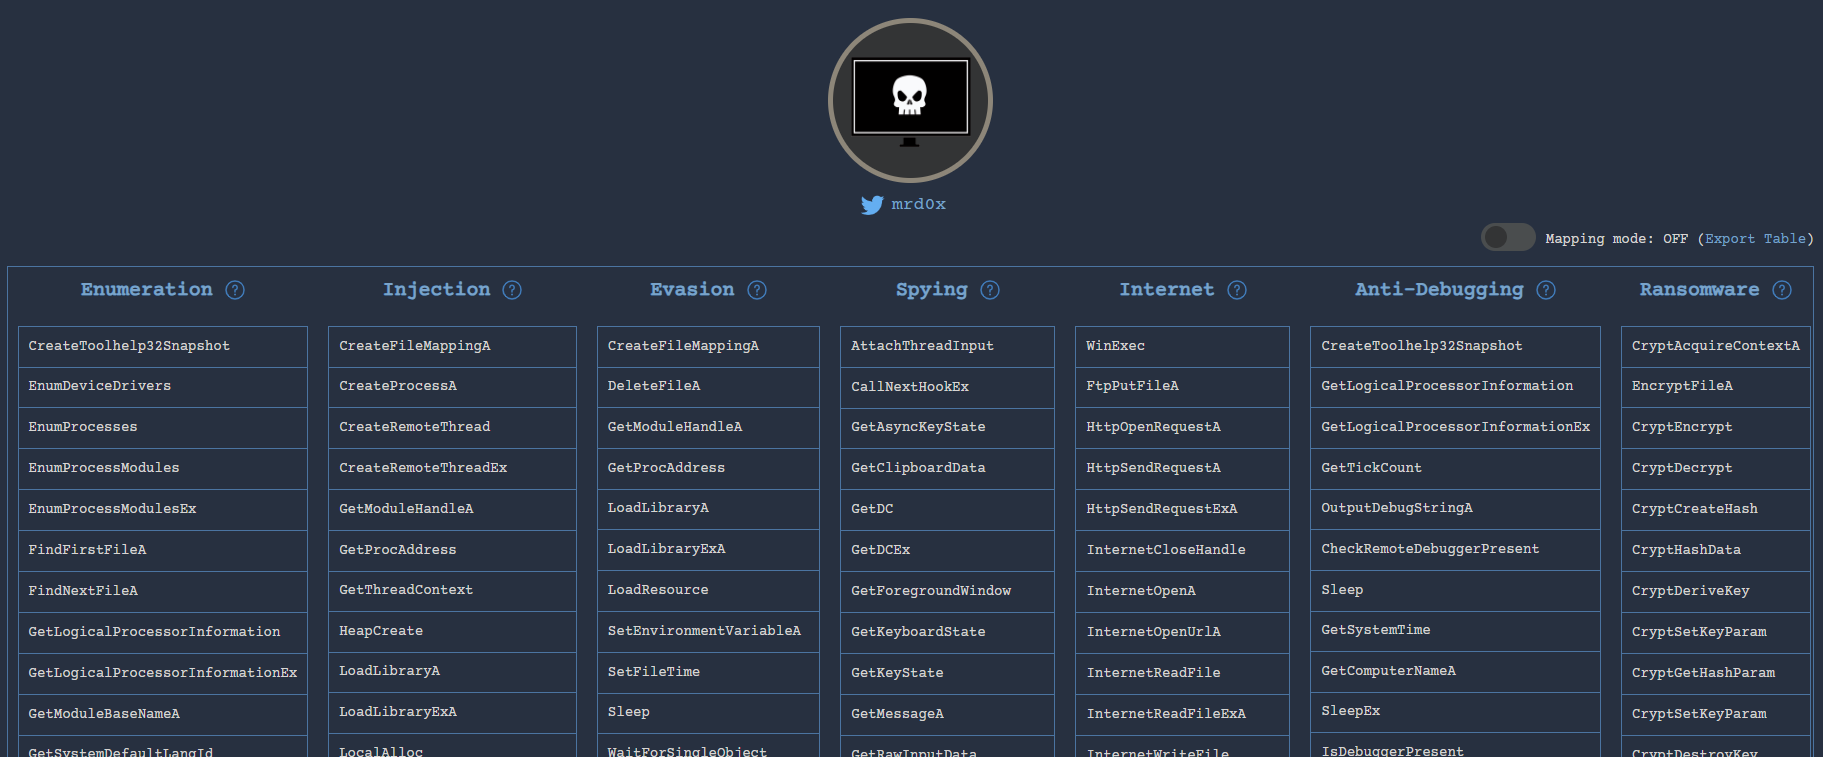 mrd0x
Mapping mode: OFF (Export Table)
Enumeration ?
Injection ?
Evasion ?
Spying ?
Internet ?
Anti-Debugging ?
Ransomware ?
CreateToolhelp32Snapshot
EnumDeviceDrivers
EnumProcesses
EnumProcessModules
EnumProcessModulesEx
FindFirstFileA
FindNextFileA
GetLogicalProcessorInformation
GetLogicalProcessorInformationEx
GetModuleBaseNameA
GetSystemDefaultLangId
CreateFileMappingA
CreateProcessA
CreateRemoteThread
CreateRemoteThreadEx
GetModuleHandleA
GetProcAddress
GetThreadContext
HeapCreate
LoadLibraryA
LoadLibraryExA
LocalAlloc
CreateFileMappingA
DeleteFileA
GetModuleHandleA
GetProcAddress
LoadLibraryA
LoadLibraryExA
LoadResource
SetEnvironmentVariableA
SetFileTime
Sleep
WaitForSingleObject
AttachThreadInput
CallNextHookEx
GetAsyncKeyState
GetClipboardData
GetDC
GetDCEx
GetForegroundWindow
GetKeyboardState
GetKeyState
GetMessageA
GetRawInputData
WinExec
FtpPutFileA
HttpOpenRequestA
HttpSendRequestA
HttpSendRequestExA
InternetCloseHandle
InternetOpenA
InternetOpenUrlA
InternetReadFile
InternetReadFileExA
InternetWriteFile
CreateToolhelp32Snapshot
GetLogicalProcessorInformation
GetLogicalProcessorInformationEx
GetTickCount
OutputDebugStringA
CheckRemoteDebuggerPresent
Sleep
GetSystemTime
GetComputerNameA
SleepEx
IsDebuggerPresent
CryptAcquireContextA
EncryptFileA
CryptEncrypt
CryptDecrypt
CryptCreateHash
CryptHashData
CryptDeriveKey
CryptSetKeyParam
CryptGetHashParam
CryptSetKeyParam
CryptDestroyKey